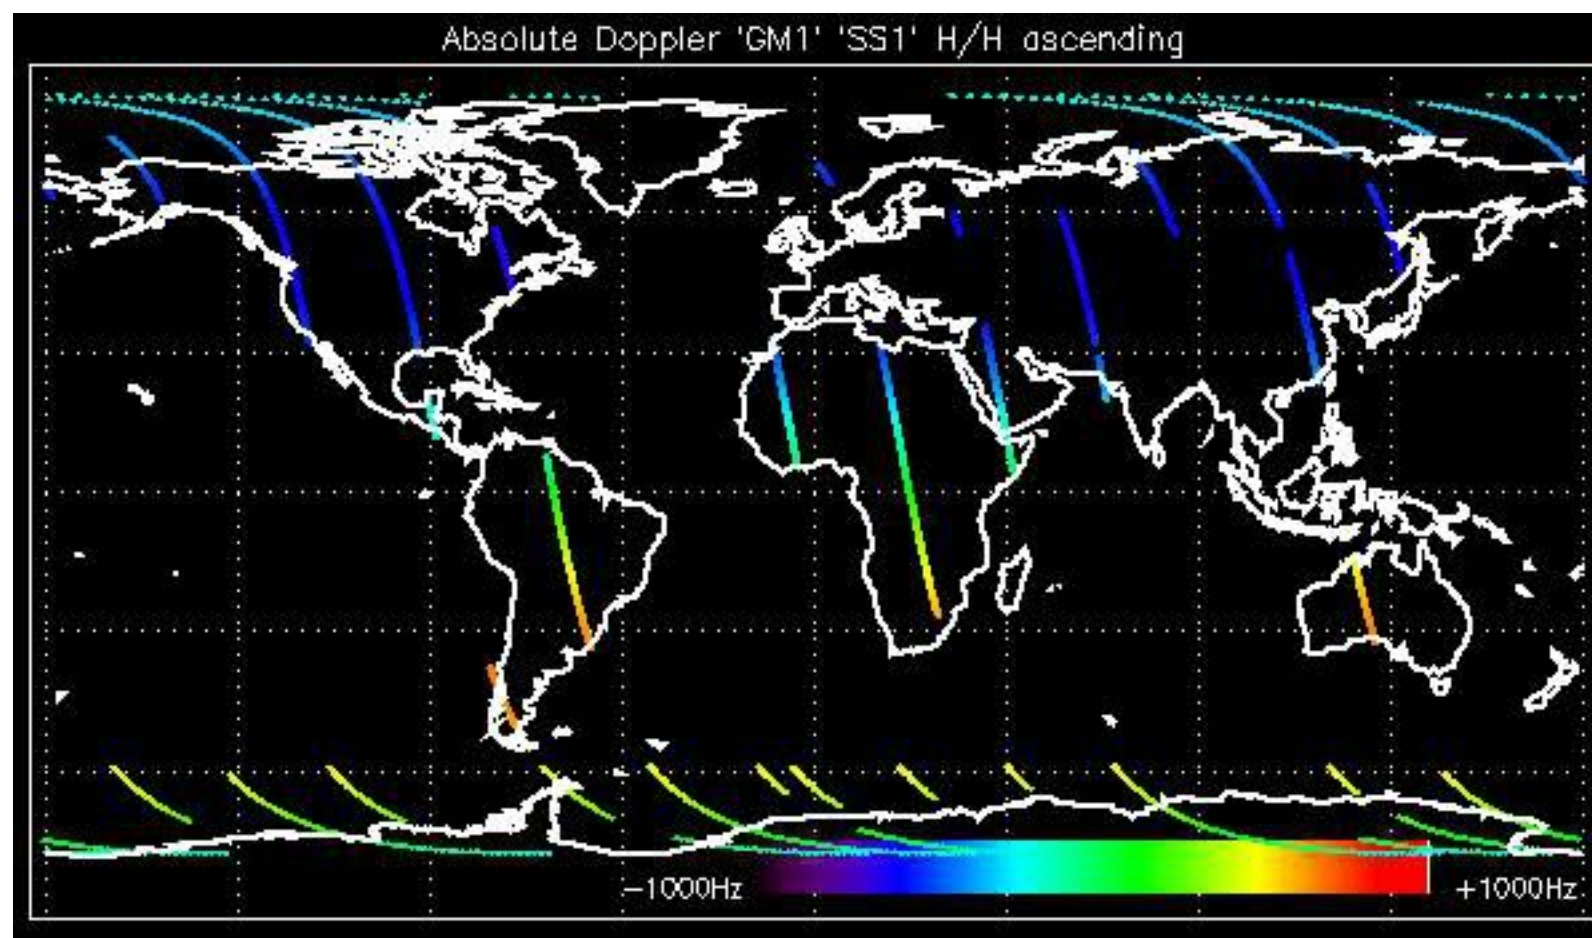 Absolute Doppler 'GM1' 'SS1' H/H ascending
-1000Hz
+1000Hz